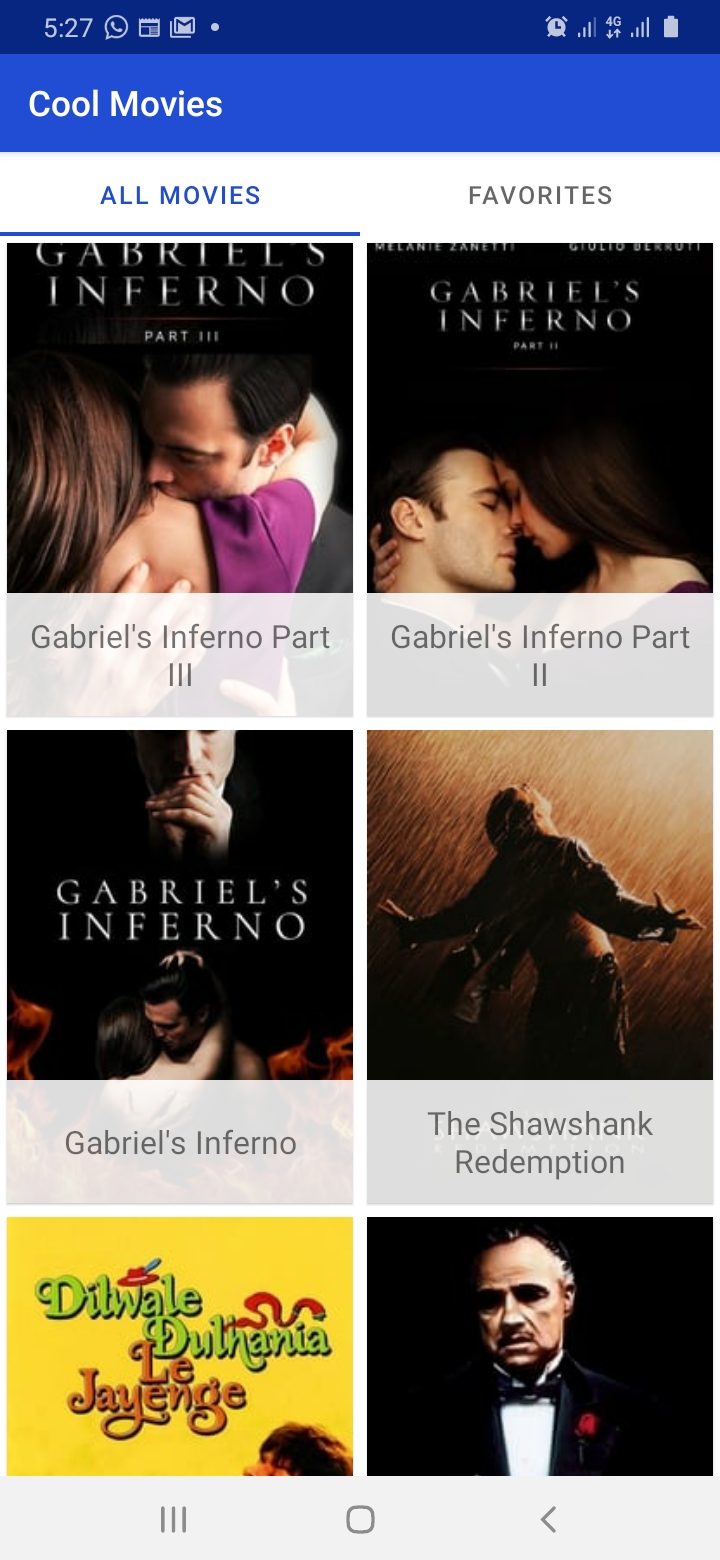 5:27
4G
Cool Movies
ALL MOVIES
FAVORITES
GABRIEL'S
INFERNO
PART III
Gabriel's Inferno Part
III
MELANIE ZANETTI GIULIO BERRUTI
GABRIEL'S
INFERNO
PART II
Gabriel's Inferno Part
II
GABRIEL'S
INFERNO
Gabriel's Inferno
The Shawshank
Redemption
Dilwale
Dulhania
Le
Jayenge